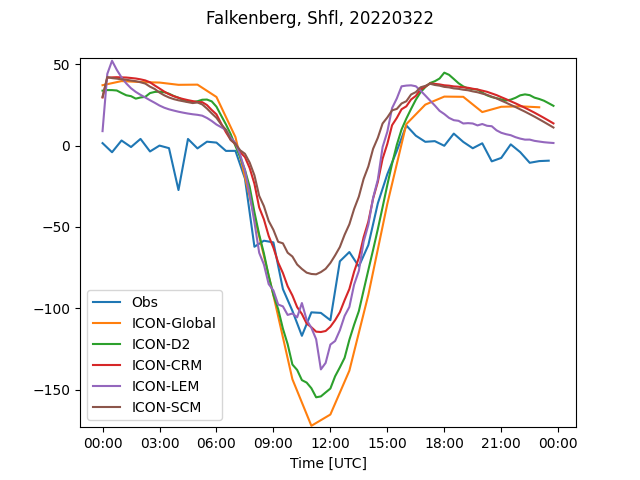 Falkenberg, Shfl, 20220322
50
0
−50
−100
−150
Obs
ICON-Global
ICON-D2
ICON-CRM
ICON-LEM
ICON-SCM
00:00 03:00 06:00 09:00 12:00 15:00 18:00 21:00 00:00
Time [UTC]